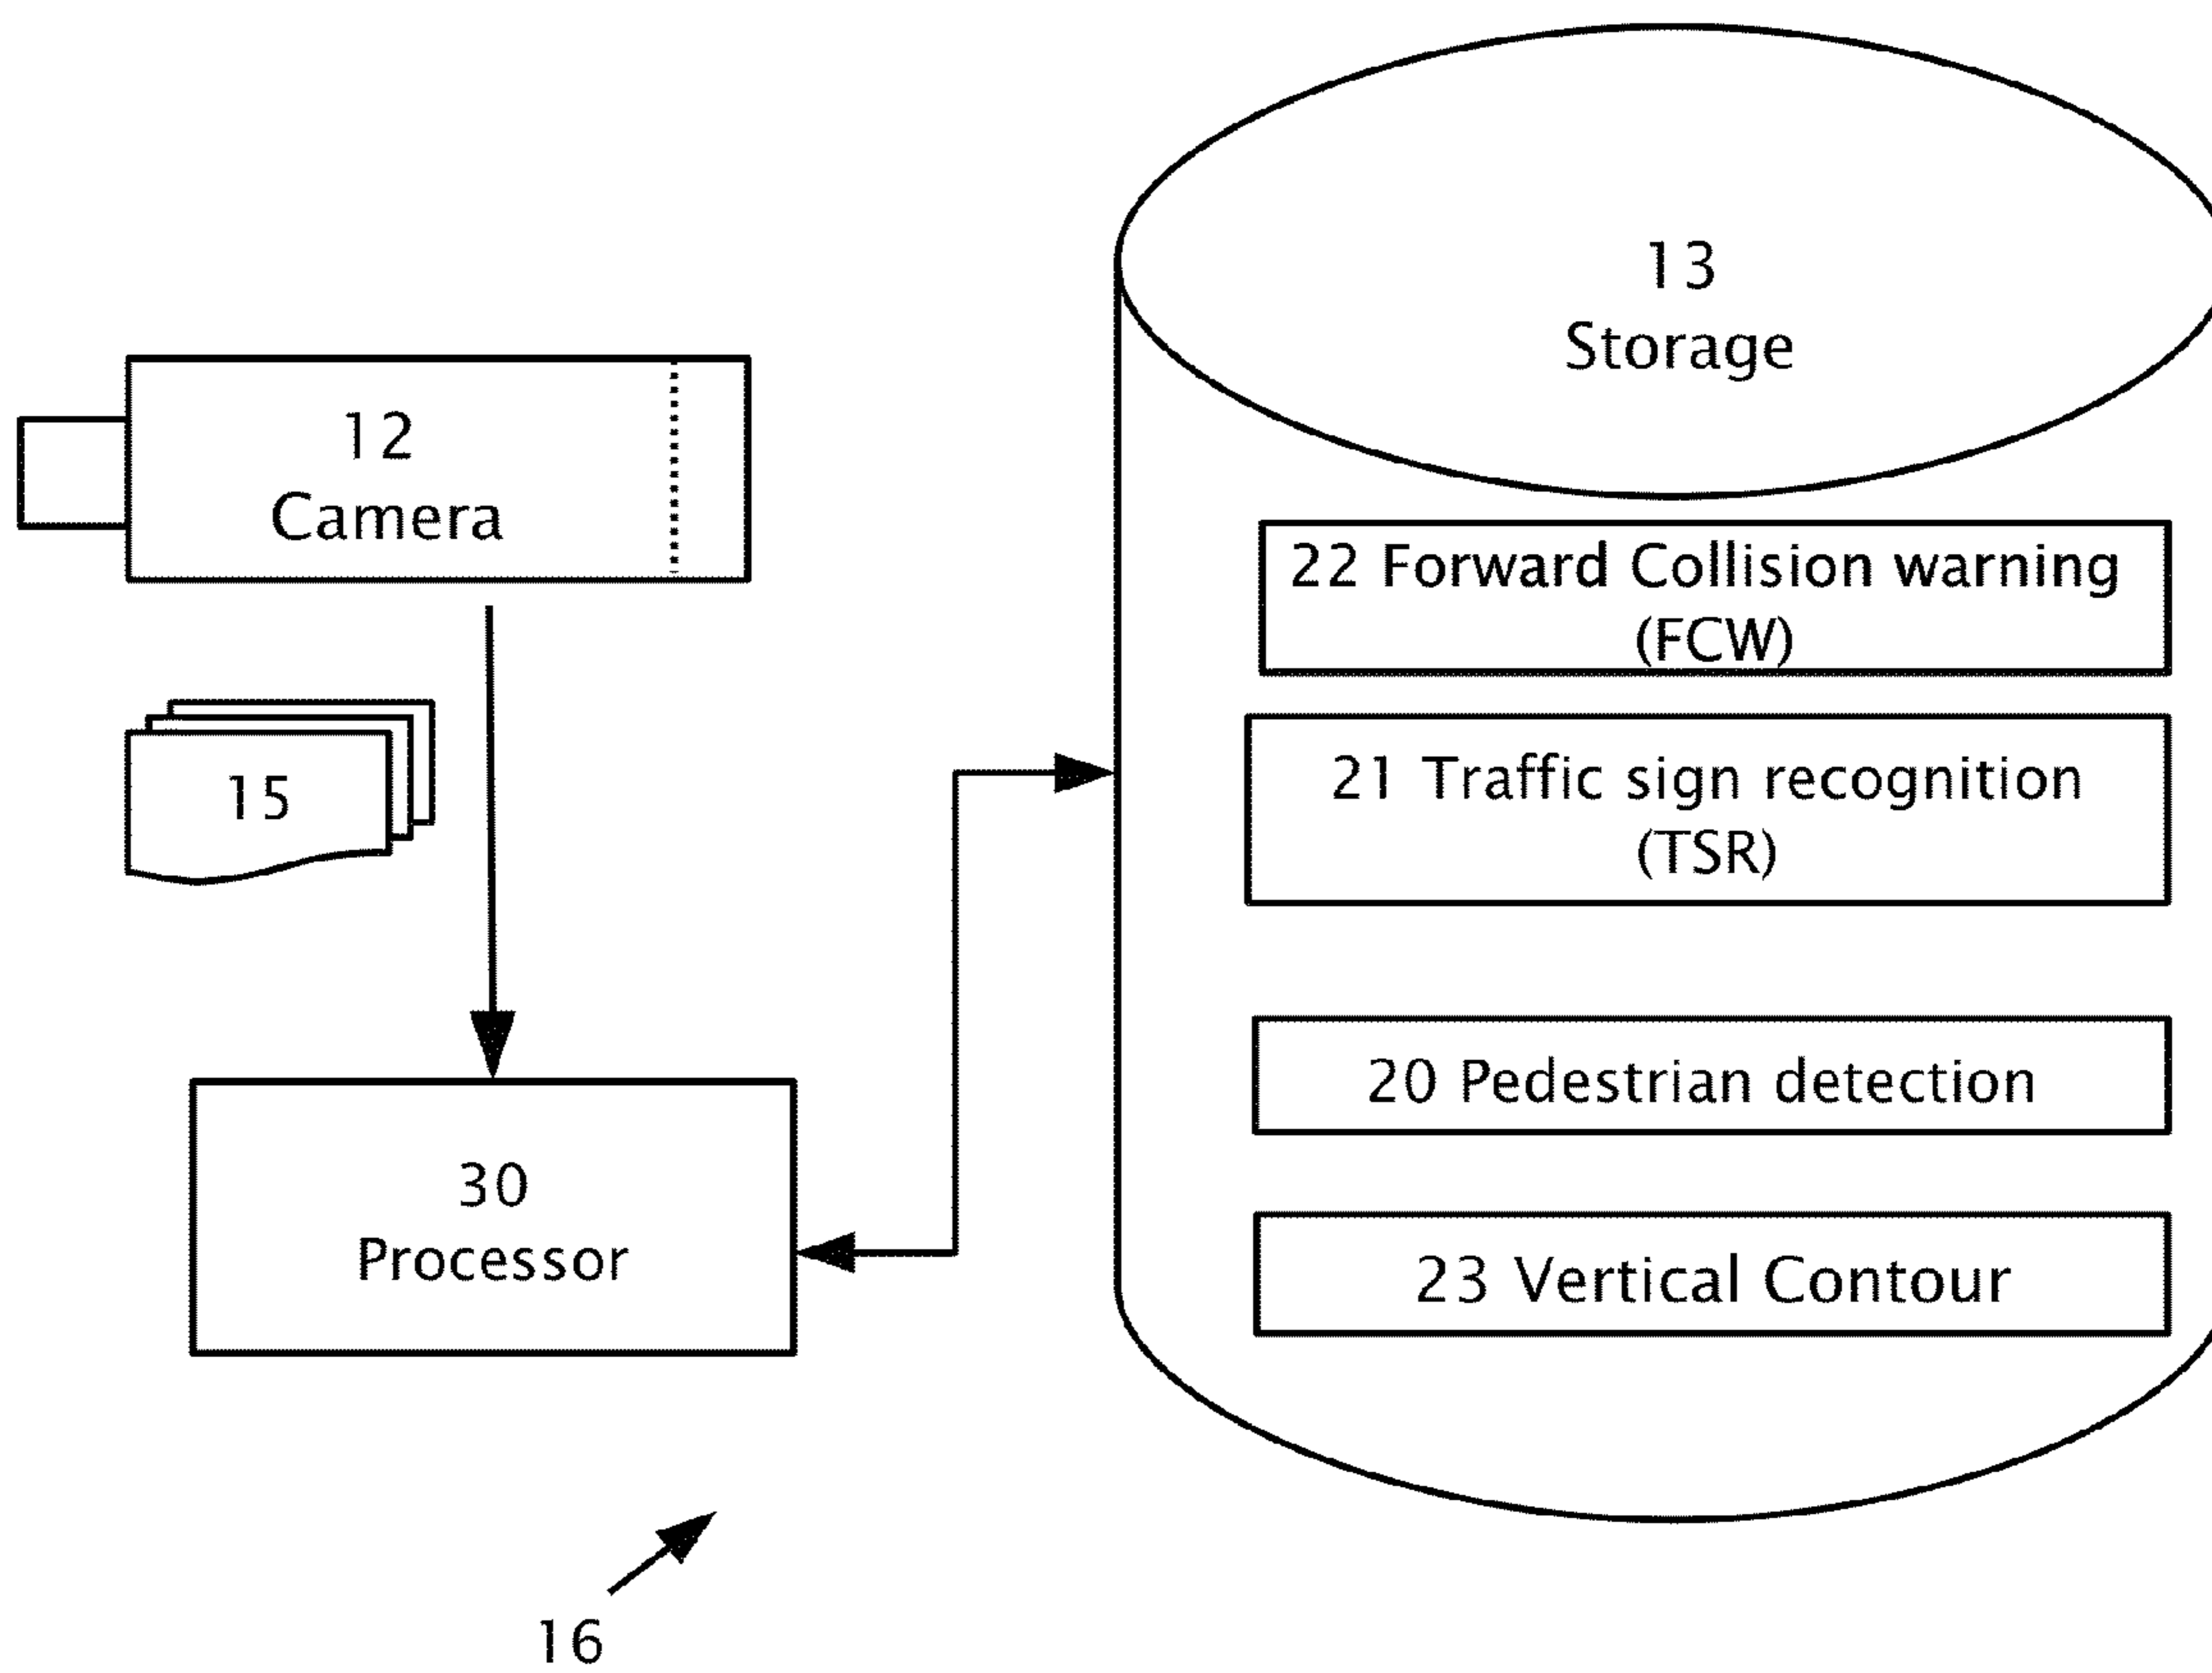 13
Storage
12
Camera
22 Forward Collision warning
(FCW)
21 Traffic sign recognition
(TSR)
15
20 Pedestrian detection
30
Processor
23 Vertical Contour
16